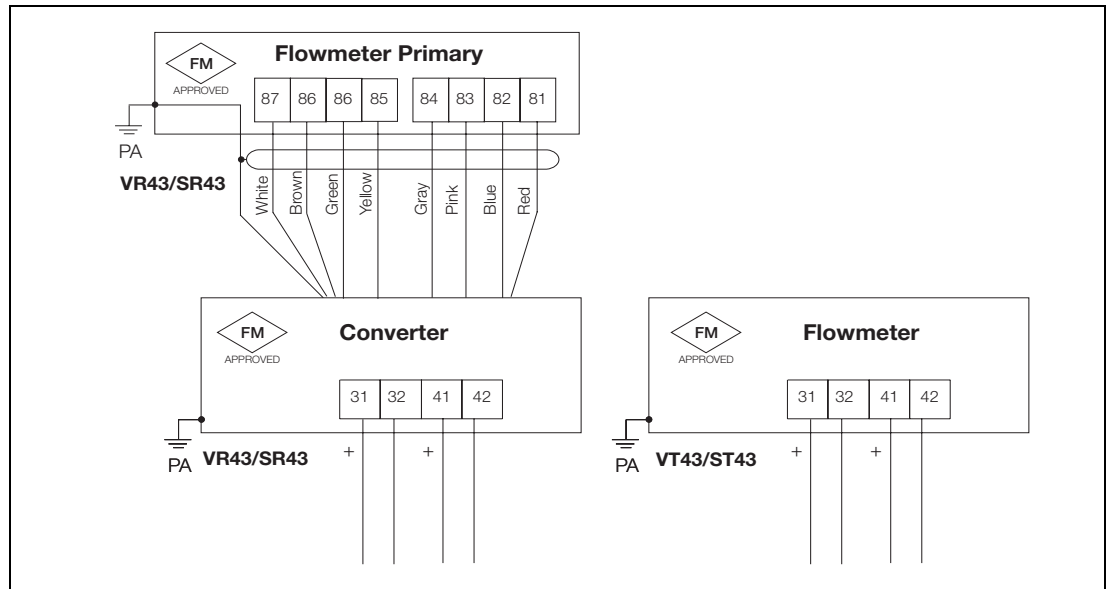 Flowmeter Primary
FM
APPROVED
87 86 86 85 84 83 82 81
PA
VR43/SR43
White
Brown
Green
Yellow
Gray
Pink
Blue
Red
FM
APPROVED
Converter
31 32 41 42
PA
VR43/SR43
+ +
FM
APPROVED
Flowmeter
31 32 41 42
PA
VT43/ST43
+ +